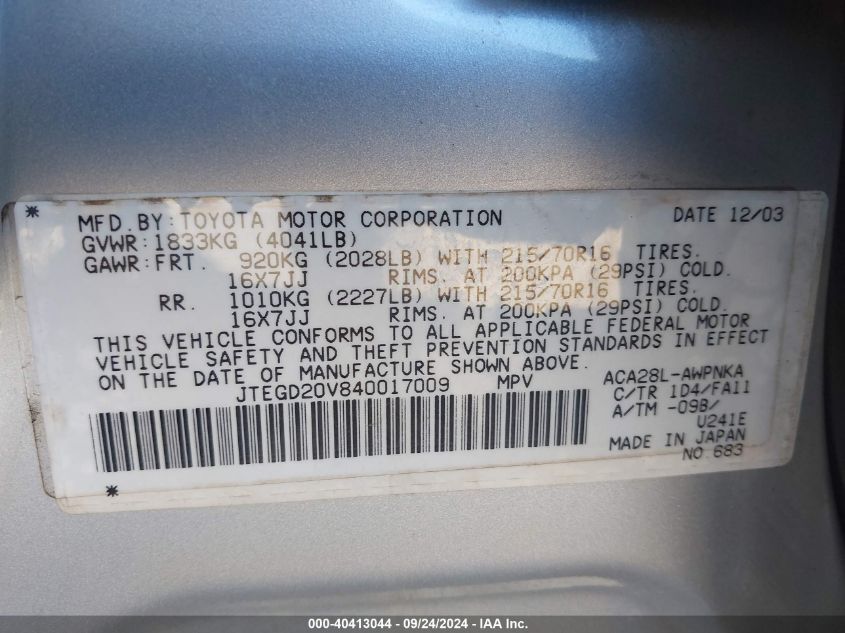 * MFD.BY:TOYOTA MOTOR CORPORATION DATE 12/03
GVWR:1833KG (4041LB)
GAWR:FRT. 920KG (2028LB) WITH 215/70R16 TIRES.
16X7JJ RIMS. AT 200KPA (29PSI) COLD.
RR. 1010KG (2227LB) WITH 215/70R16 TIRES.
16X7JJ RIMS. AT 200KPA (29PSI) COLD.
THIS VEHICLE CONFORMS TO ALL APPLICABLE FEDERAL MOTOR
VEHICLE SAFETY AND THEFT PREVENTION STANDARDS IN EFFECT
ON THE DATE OF MANUFACTURE SHOWN ABOVE.
JTEGD20V840017009 MPV
ACA28L-AWPNKA
C/TR 1D4/FA11
A/TM -09B/
U241E
MADE IN JAPAN
NO.683
*
000-40413044 - 09/24/2024 - IAA Inc.